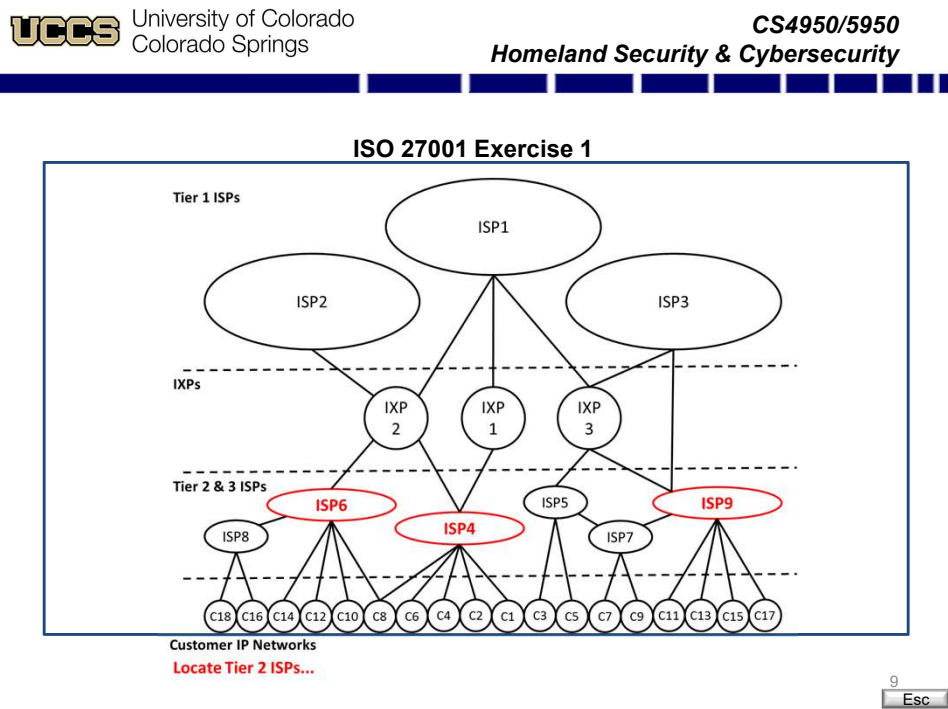 UCCS
University of Colorado
Colorado Springs
CS4950/5950
Homeland Security & Cybersecurity
ISO 27001 Exercise 1
Tier 1 ISPs
ISP1
ISP2
ISP3
IXPs
IXP
2
IXP
1
IXP
3
Tier 2 & 3 ISPs
ISP6
ISP4
ISP5
ISP9
ISP8
ISP7
C18 C16 C14 C12 C10 C8 C6 C4 C2 C1 C3 C5 C7 C9 C11 C13 C15 C17
Customer IP Networks
Locate Tier 2 ISPs...
9
Esc